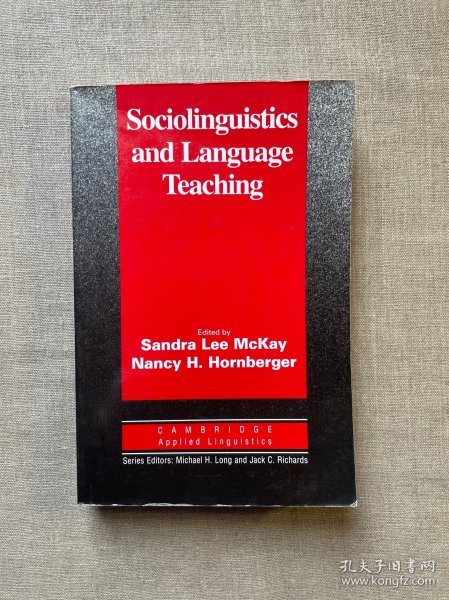 Sociolinguistics
and Language
Teaching
Edited by
Sandra Lee McKay
Nancy H. Hornberger
CAMBRIDGE
Applied Linguistics
Series Editors: Michael H. Long and Jack C. Richards
孔夫子旧书网
www.kongfz.com